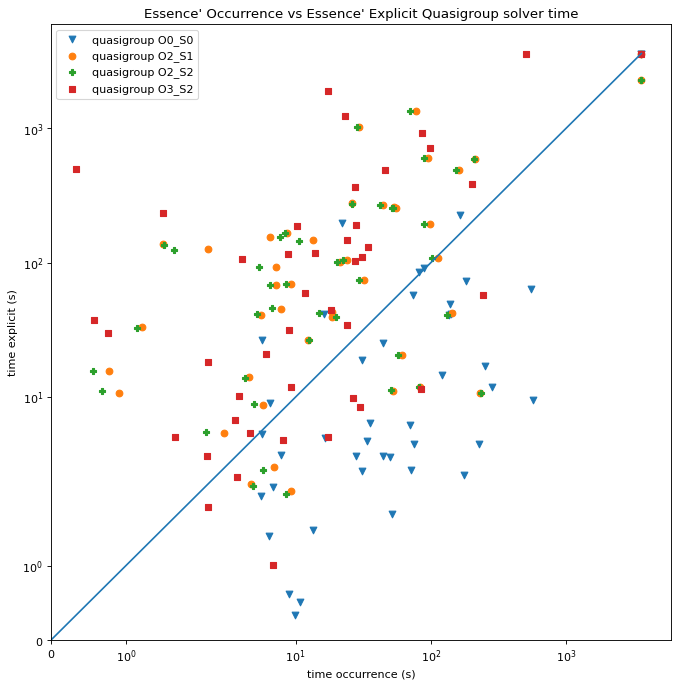 Essence' Occurrence vs Essence' Explicit Quasigroup solver time
quasigroup O0_S0
quasigroup O2_S1
quasigroup O2_S2
quasigroup O3_S2
time explicit (s)
10³
10²
10¹
10⁰
0
0
10⁰
10¹
10²
10³
time occurrence (s)